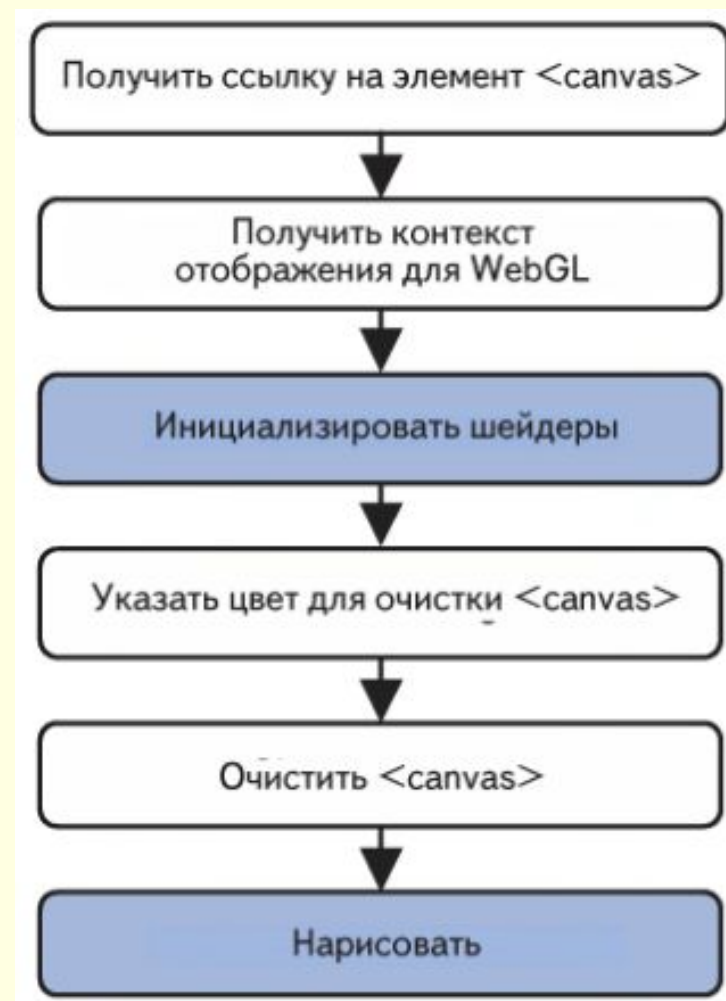 Получить ссылку на элемент <canvas>
Получить контекст
отображения для WebGL
Инициализировать шейдеры
Указать цвет для очистки <canvas>
Очистить <canvas>
Нарисовать